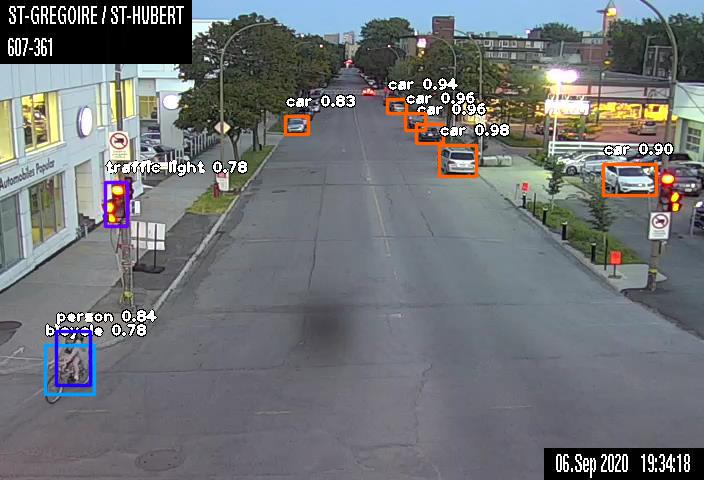 ST-GREGOIRE / ST-HUBERT
607-361
car 0.94
car 0.83
car 0.96
car 0.96
car 0.98
car 0.90
traffic light 0.78
Automobiles Popular
person 0.84
bicycle 0.78
06.Sep 2020 19:34:18